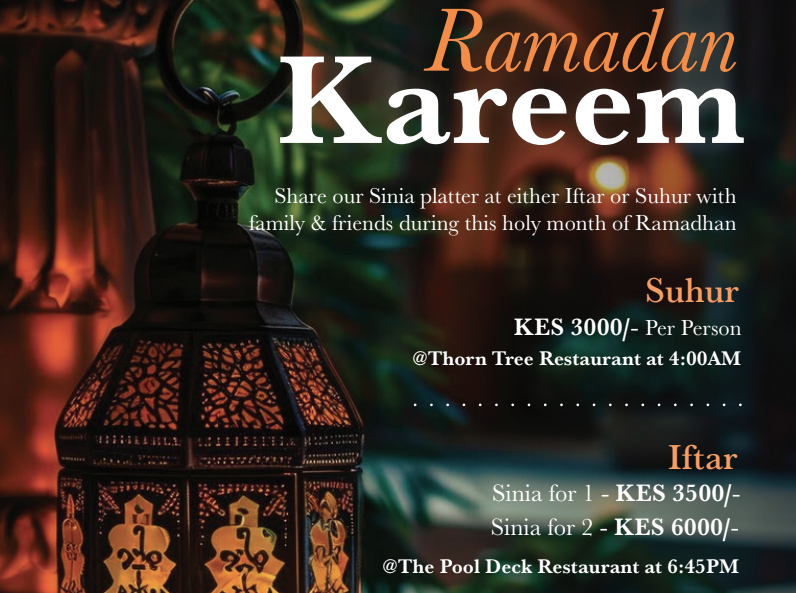 Ramadan
Kareem
Share our Sinia platter at either Iftar or Suhur with
family & friends during this holy month of Ramadhan
Suhur
KES 3000/- Per Person
@Thorn Tree Restaurant at 4:00AM
Iftar
Sinia for 1 - KES 3500/-
Sinia for 2 - KES 6000/-
@The Pool Deck Restaurant at 6:45PM